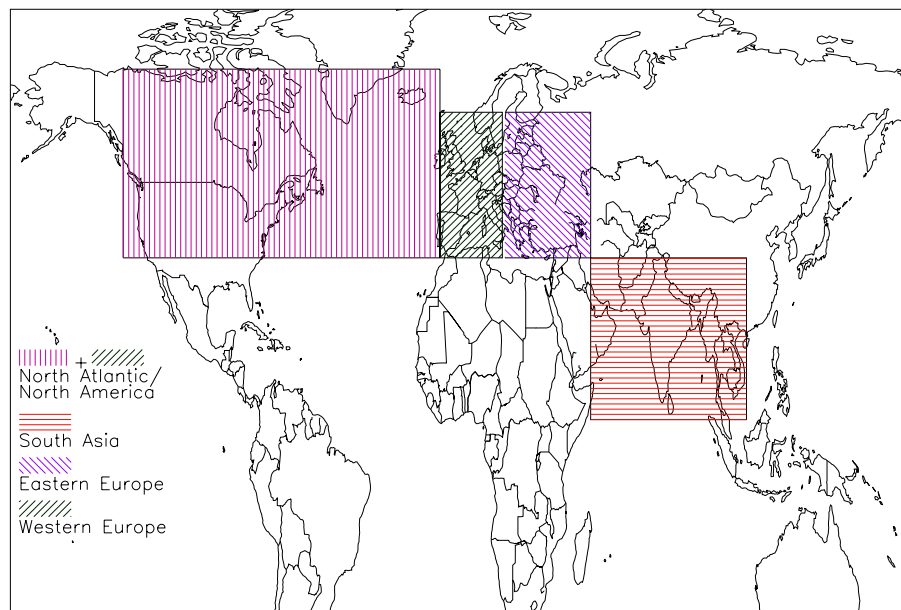 +
North Atlantic/
North America
South Asia
Eastern Europe
Western Europe